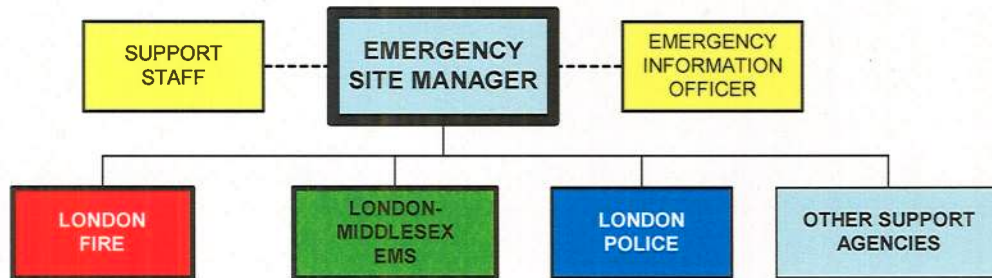 SUPPORT
STAFF
EMERGENCY
SITE MANAGER
EMERGENCY
INFORMATION
OFFICER
LONDON
FIRE
LONDON-
MIDDLESEX
EMS
LONDON
POLICE
OTHER SUPPORT
AGENCIES